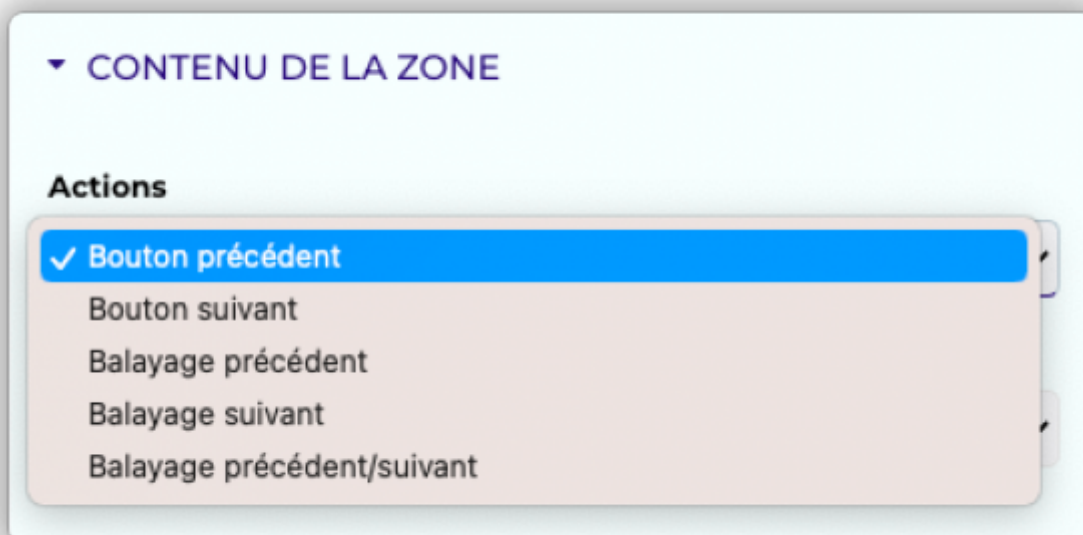 CONTENU DE LA ZONE
Actions
Bouton précédent
Bouton suivant
Balayage précédent
Balayage suivant
Balayage précédent/suivant